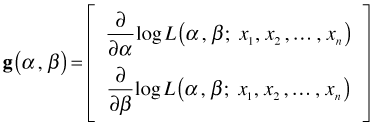 g(α, β) = [ ∂/∂α log L(α, β; x₁, x₂, …, xₙ)
∂/∂β log L(α, β; x₁, x₂, …, xₙ) ]